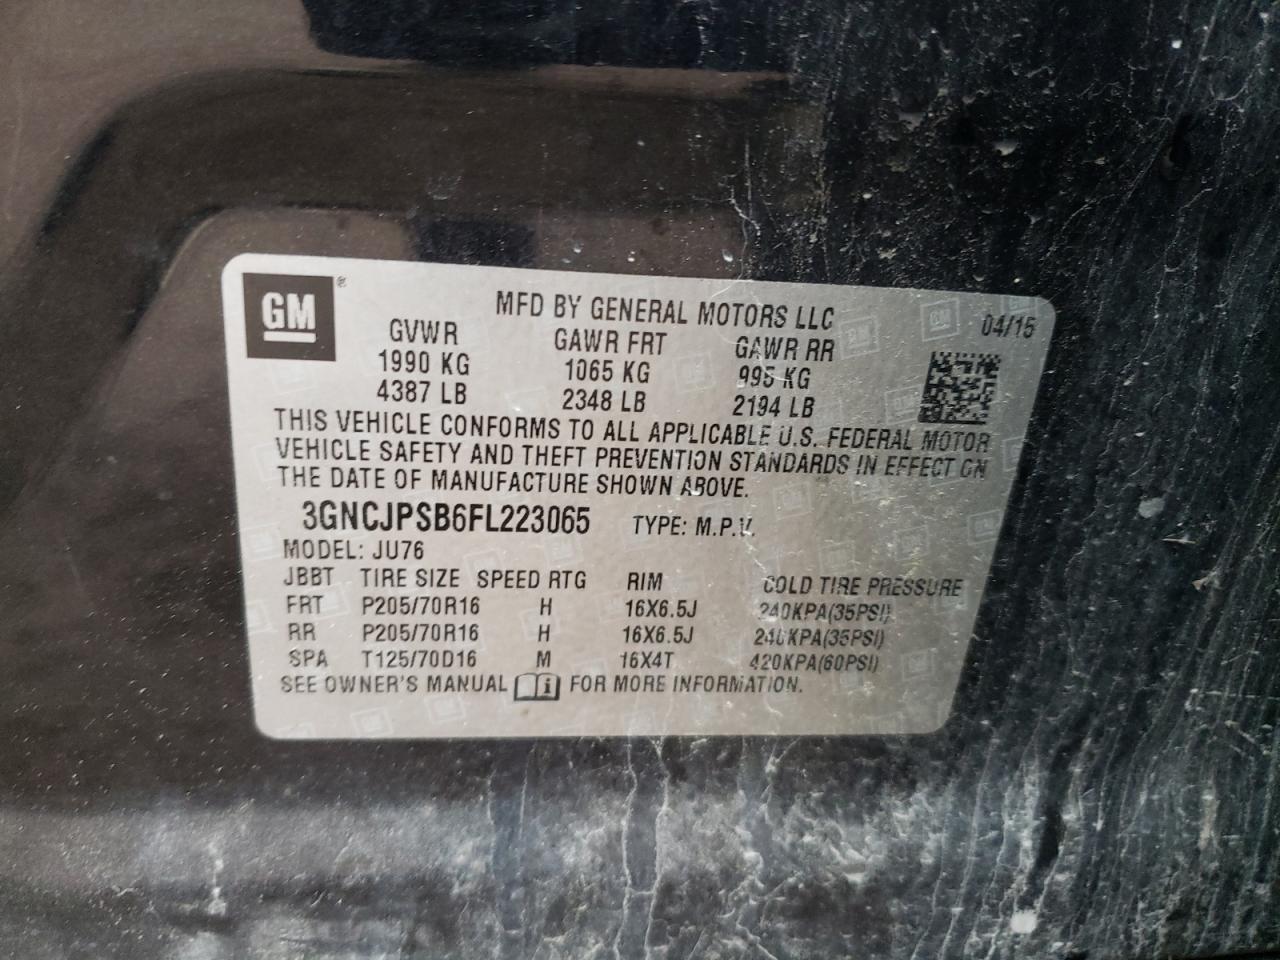 GM ®
MFD BY GENERAL MOTORS LLC 04/15
GVWR GAWR FRT GAWR RR
1990 KG 1065 KG 995 KG
4387 LB 2348 LB 2194 LB
THIS VEHICLE CONFORMS TO ALL APPLICABLE U.S. FEDERAL MOTOR
VEHICLE SAFETY AND THEFT PREVENTION STANDARDS IN EFFECT ON
THE DATE OF MANUFACTURE SHOWN ABOVE.
3GNCJPSB6FL223065 TYPE: M.P.V.
MODEL: JU76
JBBT TIRE SIZE SPEED RTG RIM COLD TIRE PRESSURE
FRT P205/70R16 H 16X6.5J 240KPA(35PSI)
RR P205/70R16 H 16X6.5J 240KPA(35PSI)
SPA T125/70D16 M 16X4T 420KPA(60PSI)
SEE OWNER'S MANUAL FOR MORE INFORMATION.